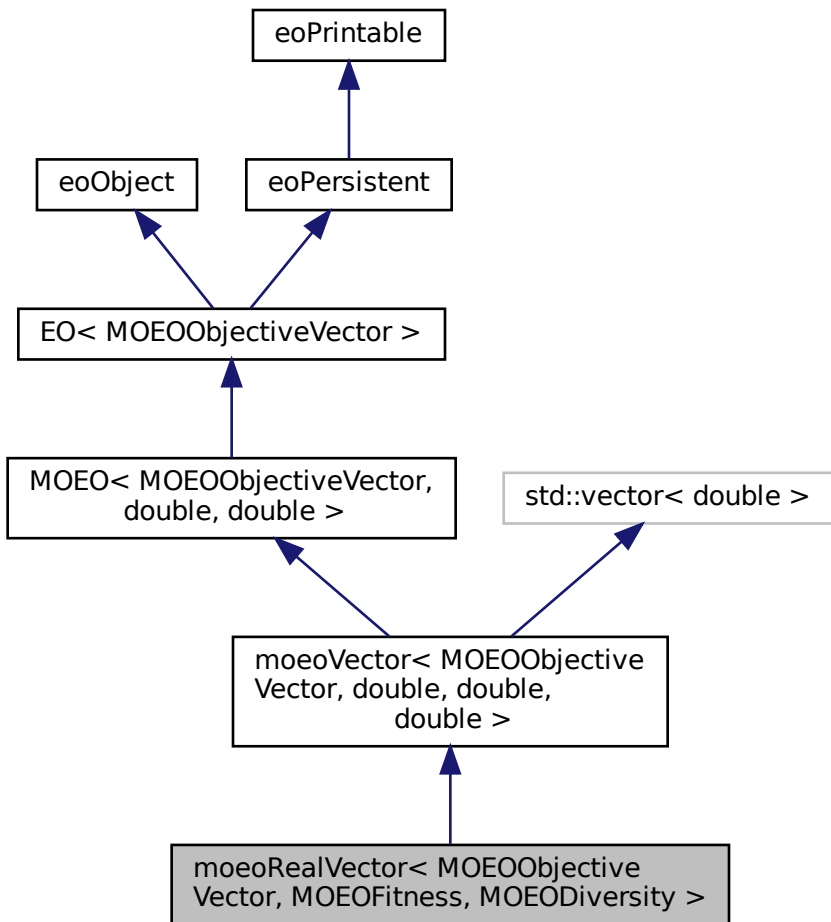 eoPrintable
eoObject
eoPersistent
EO< MOEOObjectiveVector >
MOEO< MOEOObjectiveVector,
double, double >
std::vector< double >
moeoVector< MOEOObjective
Vector, double, double,
double >
moeoRealVector< MOEOObjective
Vector, MOEOFitness, MOEODiversity >